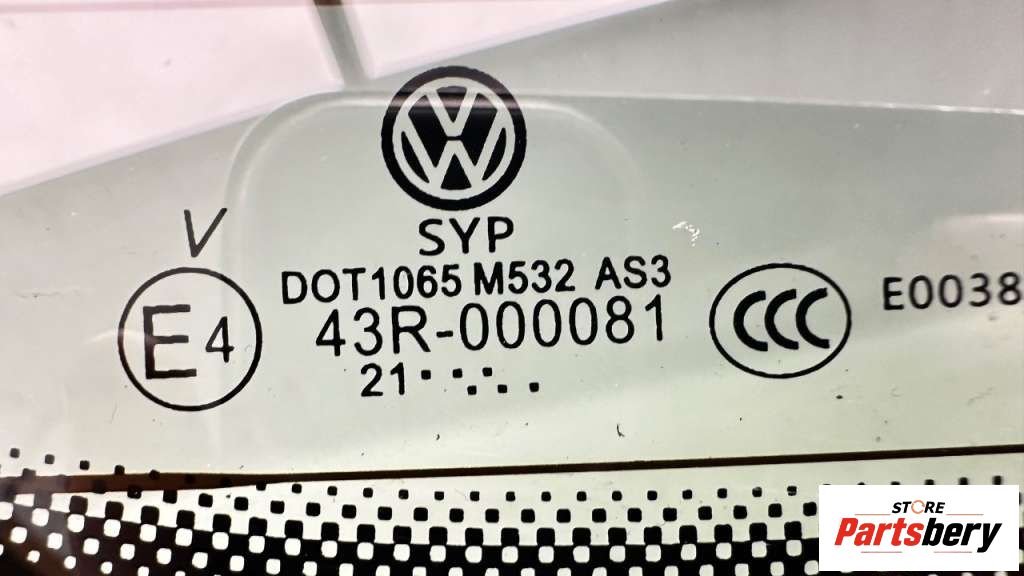 SYP
V
DOT1065 M532 AS3
E4
43R-000081
CCC
E0038
21
STORE
Partsbery